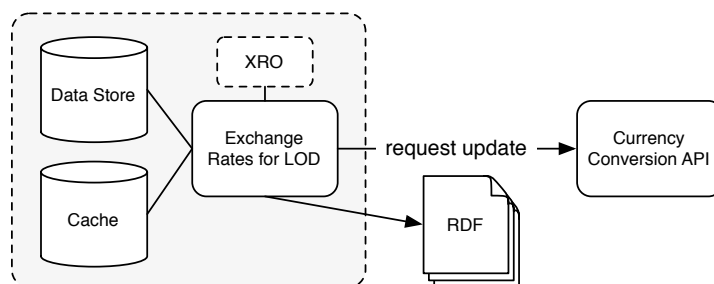 XRO
Data Store
Exchange
Rates for LOD
request update
Currency
Conversion API
Cache
RDF